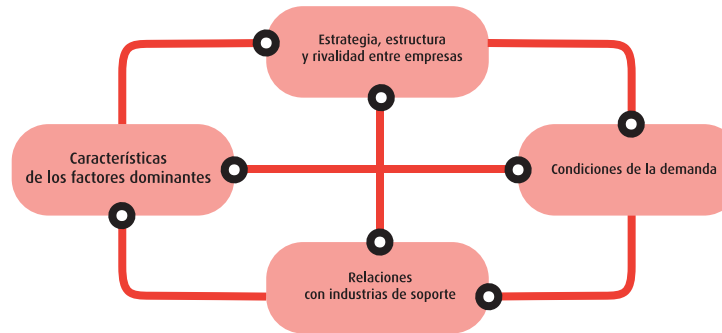 Estrategia, estructura
y rivalidad entre empresas
Características
de los factores dominantes
Condiciones de la demanda
Relaciones
con industrias de soporte